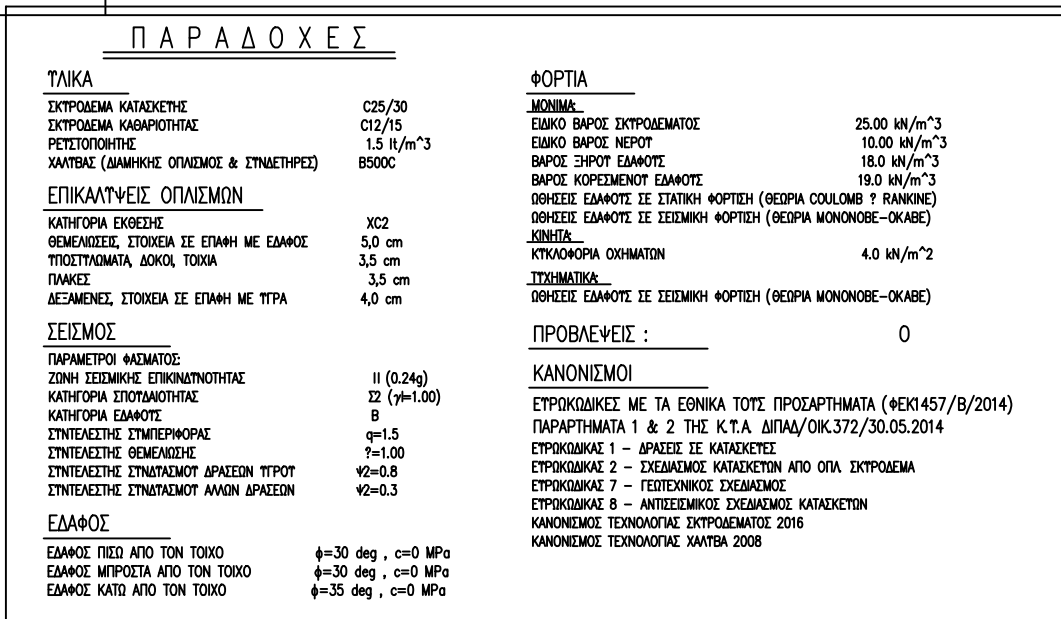 ΠΑΡΑΔΟΧΕΣ
ΥΛΙΚΑ
ΣΚΥΡΟΔΕΜΑ ΚΑΤΑΣΚΕΥΗΣ C25/30
ΣΚΥΡΟΔΕΜΑ ΚΑΘΑΡΙΟΤΗΤΑΣ C12/15
ΡΕΥΣΤΟΠΟΙΗΤΗΣ 1.5 lt/m^3
ΧΑΛΥΒΑΣ (ΔΙΑΜΗΚΗΣ ΟΠΛΙΣΜΟΣ & ΣΥΝΔΕΤΗΡΕΣ) B500C
ΕΠΙΚΑΛΥΨΕΙΣ ΟΠΛΙΣΜΩΝ
ΚΑΤΗΓΟΡΙΑ ΕΚΘΕΣΗΣ XC2
ΘΕΜΕΛΙΩΣΕΙΣ, ΣΤΟΙΧΕΙΑ ΣΕ ΕΠΑΦΗ ΜΕ ΕΔΑΦΟΣ 5,0 cm
ΥΠΟΣΤΥΛΩΜΑΤΑ, ΔΟΚΟΙ, ΤΟΙΧΙΑ 3,5 cm
ΠΛΑΚΕΣ 3,5 cm
ΔΕΞΑΜΕΝΕΣ, ΣΤΟΙΧΕΙΑ ΣΕ ΕΠΑΦΗ ΜΕ ΥΓΡΑ 4,0 cm
ΣΕΙΣΜΟΣ
ΠΑΡΑΜΕΤΡΟΙ ΦΑΣΜΑΤΟΣ:
ΖΩΝΗ ΣΕΙΣΜΙΚΗΣ ΕΠΙΚΙΝΔΥΝΟΤΗΤΑΣ II (0.24g)
ΚΑΤΗΓΟΡΙΑ ΣΠΟΥΔΑΙΟΤΗΤΑΣ Σ2 (γI=1.00)
ΚΑΤΗΓΟΡΙΑ ΕΔΑΦΟΥΣ B
ΣΥΝΤΕΛΕΣΤΗΣ ΣΥΜΠΕΡΙΦΟΡΑΣ q=1.5
ΣΥΝΤΕΛΕΣΤΗΣ ΘΕΜΕΛΙΩΣΗΣ ?=1.00
ΣΥΝΤΕΛΕΣΤΗΣ ΣΥΝΔΥΑΣΜΟΥ ΔΡΑΣΕΩΝ ΥΓΡΟΥ Ψ2=0.8
ΣΥΝΤΕΛΕΣΤΗΣ ΣΥΝΔΥΑΣΜΟΥ ΑΛΛΩΝ ΔΡΑΣΕΩΝ Ψ2=0.3
ΕΔΑΦΟΣ
ΕΔΑΦΟΣ ΠΙΣΩ ΑΠΟ ΤΟΝ ΤΟΙΧΟ ϕ=30 deg , c=0 MPa
ΕΔΑΦΟΣ ΜΠΡΟΣΤΑ ΑΠΟ ΤΟΝ ΤΟΙΧΟ ϕ=30 deg , c=0 MPa
ΕΔΑΦΟΣ ΚΑΤΩ ΑΠΟ ΤΟΝ ΤΟΙΧΟ ϕ=35 deg , c=0 MPa
ΦΟΡΤΙΑ
ΜΟΝΙΜΑ:
ΕΙΔΙΚΟ ΒΑΡΟΣ ΣΚΥΡΟΔΕΜΑΤΟΣ 25.00 kN/m^3
ΕΙΔΙΚΟ ΒΑΡΟΣ ΝΕΡΟΥ 10.00 kN/m^3
ΒΑΡΟΣ ΞΗΡΟΥ ΕΔΑΦΟΥΣ 18.0 kN/m^3
ΒΑΡΟΣ ΚΟΡΕΣΜΕΝΟΥ ΕΔΑΦΟΥΣ 19.0 kN/m^3
ΩΘΗΣΕΙΣ ΕΔΑΦΟΥΣ ΣΕ ΣΤΑΤΙΚΗ ΦΟΡΤΙΣΗ (ΘΕΩΡΙΑ COULOMB ? RANKINE)
ΩΘΗΣΕΙΣ ΕΔΑΦΟΥΣ ΣΕ ΣΕΙΣΜΙΚΗ ΦΟΡΤΙΣΗ (ΘΕΩΡΙΑ MONONOBE-OKABE)
ΚΙΝΗΤΑ:
ΚΥΚΛΟΦΟΡΙΑ ΟΧΗΜΑΤΩΝ 4.0 kN/m^2
ΤΥΧΗΜΑΤΙΚΑ:
ΩΘΗΣΕΙΣ ΕΔΑΦΟΥΣ ΣΕ ΣΕΙΣΜΙΚΗ ΦΟΡΤΙΣΗ (ΘΕΩΡΙΑ MONONOBE-OKABE)
ΠΡΟΒΛΕΨΕΙΣ : 0
ΚΑΝΟΝΙΣΜΟΙ
ΕΥΡΩΚΩΔΙΚΕΣ ΜΕ ΤΑ ΕΘΝΙΚΑ ΤΟΥΣ ΠΡΟΣΑΡΤΗΜΑΤΑ (ΦΕΚ1457/Β/2014)
ΠΑΡΑΡΤΗΜΑΤΑ 1 & 2 ΤΗΣ Κ.Υ.Α. ΔΙΠΑΔ/ΟΙΚ.372/30.05.2014
ΕΥΡΩΚΩΔΙΚΑΣ 1 - ΔΡΑΣΕΙΣ ΣΕ ΚΑΤΑΣΚΕΥΕΣ
ΕΥΡΩΚΩΔΙΚΑΣ 2 - ΣΧΕΔΙΑΣΜΟΣ ΚΑΤΑΣΚΕΥΩΝ ΑΠΟ ΟΠΛ. ΣΚΥΡΟΔΕΜΑ
ΕΥΡΩΚΩΔΙΚΑΣ 7 - ΓΕΩΤΕΧΝΙΚΟΣ ΣΧΕΔΙΑΣΜΟΣ
ΕΥΡΩΚΩΔΙΚΑΣ 8 - ΑΝΤΙΣΕΙΣΜΙΚΟΣ ΣΧΕΔΙΑΣΜΟΣ ΚΑΤΑΣΚΕΥΩΝ
ΚΑΝΟΝΙΣΜΟΣ ΤΕΧΝΟΛΟΓΙΑΣ ΣΚΥΡΟΔΕΜΑΤΟΣ 2016
ΚΑΝΟΝΙΣΜΟΣ ΤΕΧΝΟΛΟΓΙΑΣ ΧΑΛΥΒΑ 2008